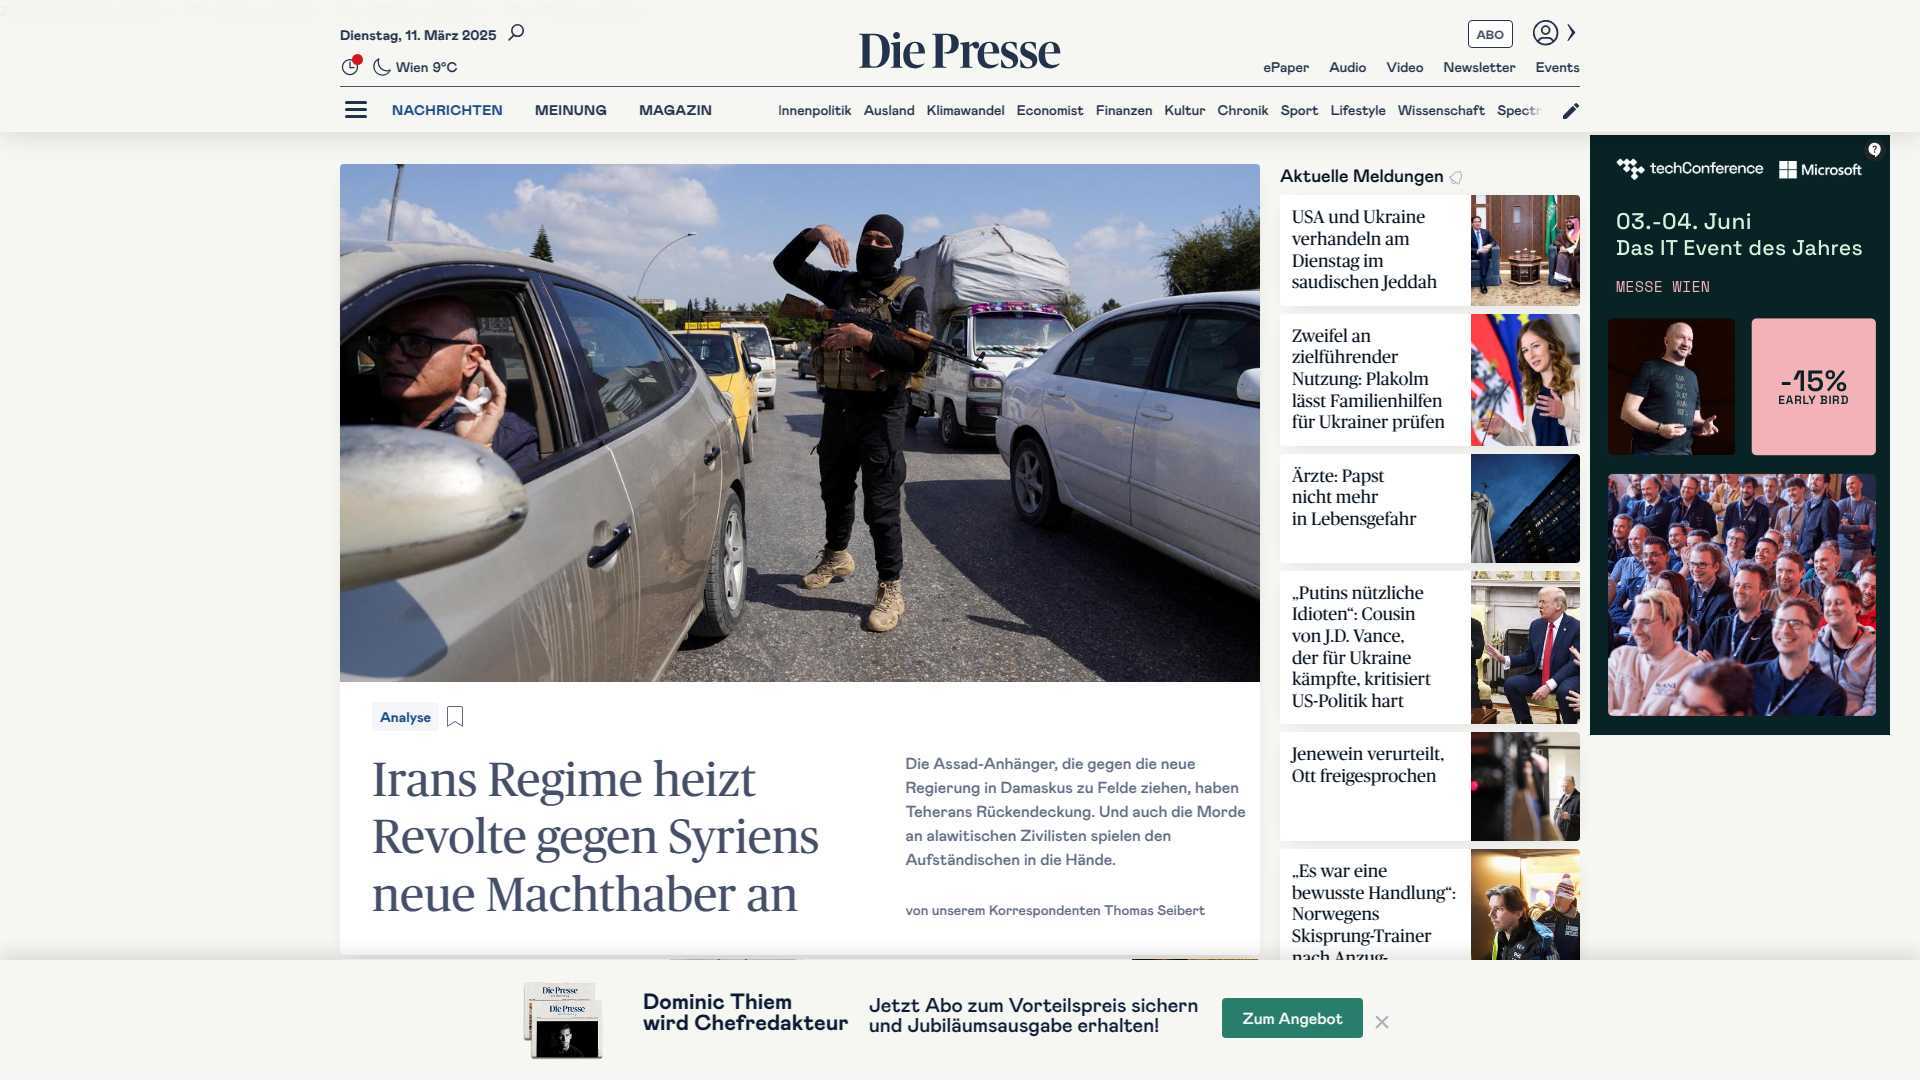 Dienstag, 11. März 2025
Wien 9°C
Die Presse
ABO
ePaper Audio Video Newsletter Events
NACHRICHTEN MEINUNG MAGAZIN
Innenpolitik Ausland Klimawandel Economist Finanzen Kultur Chronik Sport Lifestyle Wissenschaft Spectr
Analyse
Irans Regime heizt
Revolte gegen Syriens
neue Machthaber an
Die Assad-Anhänger, die gegen die neue
Regierung in Damaskus zu Felde ziehen, haben
Teherans Rückendeckung. Und auch die Morde
an alawitischen Zivilisten spielen den
Aufständischen in die Hände.
von unserem Korrespondenten Thomas Seibert
Aktuelle Meldungen
USA und Ukraine
verhandeln am
Dienstag im
saudischen Jeddah
Zweifel an
zielführender
Nutzung: Plakolm
lässt Familienhilfen
für Ukrainer prüfen
Ärzte: Papst
nicht mehr
in Lebensgefahr
„Putins nützliche
Idioten“: Cousin
von J.D. Vance,
der für Ukraine
kämpfte, kritisiert
US-Politik hart
Jenewein verurteilt,
Ott freigesprochen
„Es war eine
bewusste Handlung“:
Norwegens
Skisprung-Trainer
nach Anzug-
techConference Microsoft
03.-04. Juni
Das IT Event des Jahres
MESSE WIEN
-15%
EARLY BIRD
Die Presse
Die Presse
Dominic Thiem
wird Chefredakteur
Jetzt Abo zum Vorteilspreis sichern
und Jubiläumsausgabe erhalten!
Zum Angebot